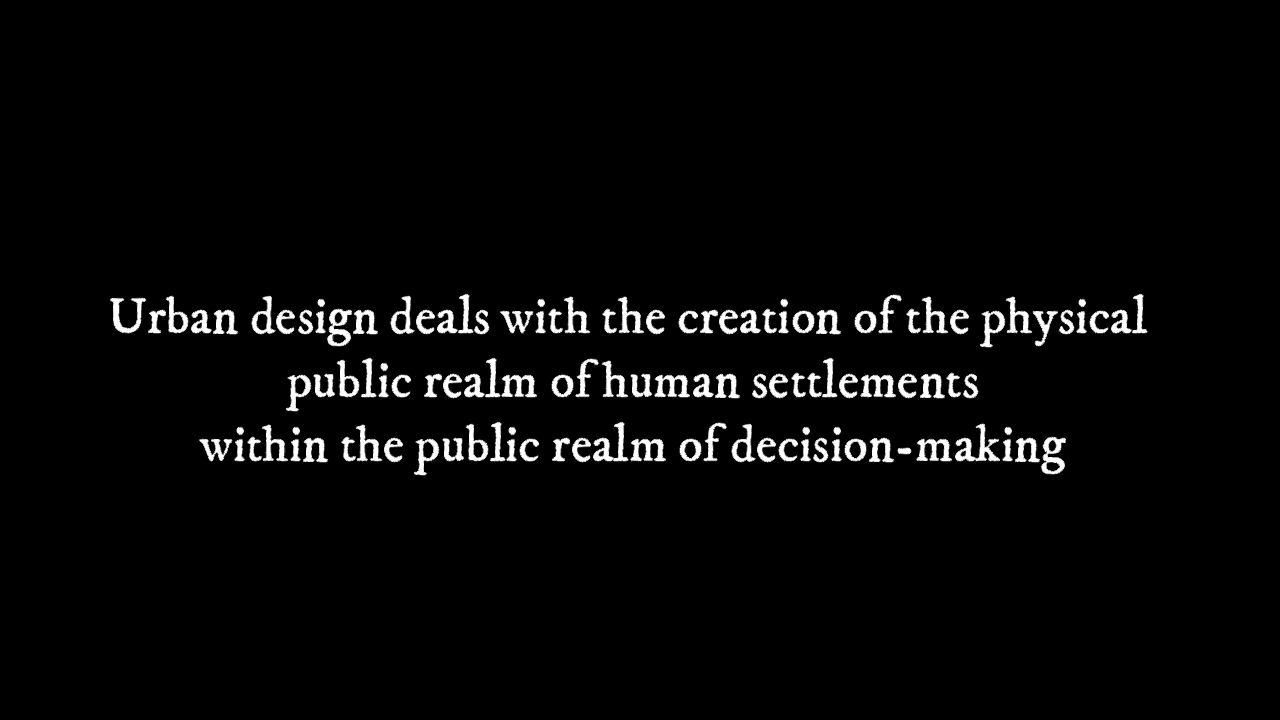 Urban design deals with the creation of the physical
public realm of human settlements
within the public realm of decision-making